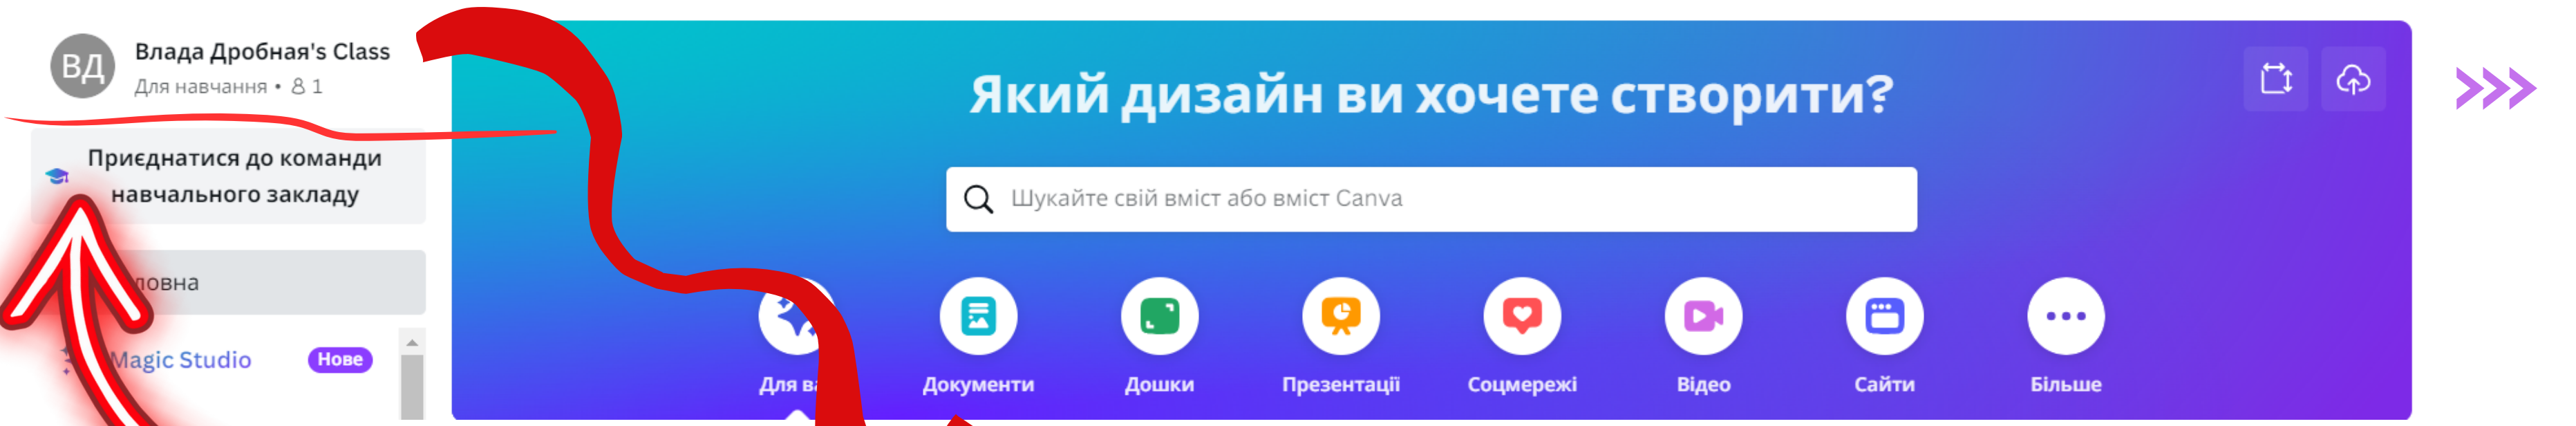 ВД
Влада Дробная's Class
Для навчання • 1
Приєднатися до команди
навчального закладу
Magic Studio
Нове
Який дизайн ви хочете створити?
Шукайте свій вміст або вміст Canva
Для
Документи
Дошки
Презентації
Соцмережі
Відео
Сайти
Більше